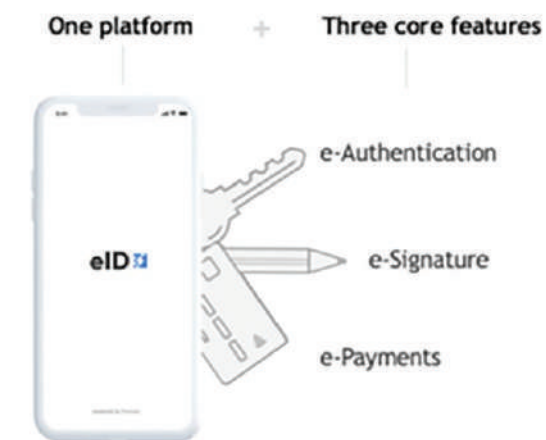 One platform + Three core features
e-Authentication
eID
e-Signature
e-Payments